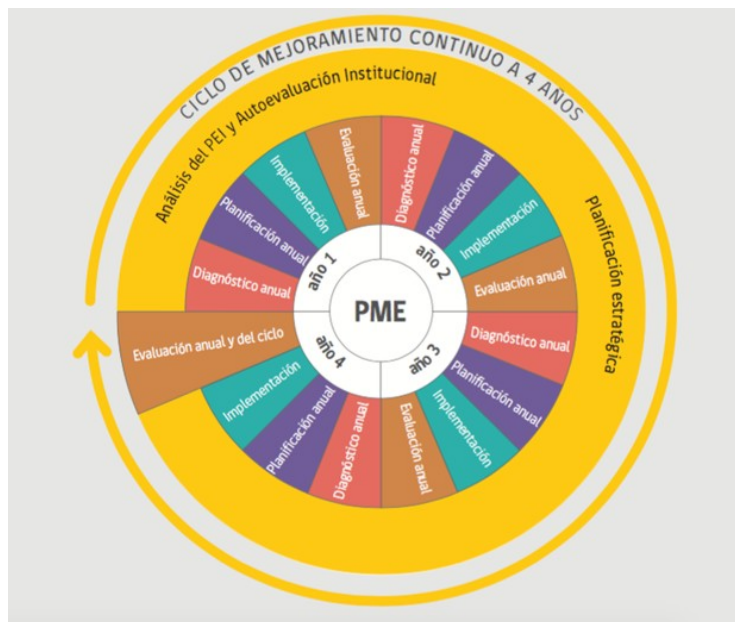 CICLO DE MEJORAMIENTO CONTINUO A 4 AÑOS
Análisis del PEI y Autoevaluación Institucional
Planificación estratégica
PME
año 1
Diagnóstico anual
Planificación anual
Implementación
Evaluación anual
año 2
Diagnóstico anual
Planificación anual
Implementación
Evaluación anual
año 3
Diagnóstico anual
Planificación anual
Implementación
Evaluación anual
año 4
Diagnóstico anual
Planificación anual
Implementación
Evaluación anual y del ciclo